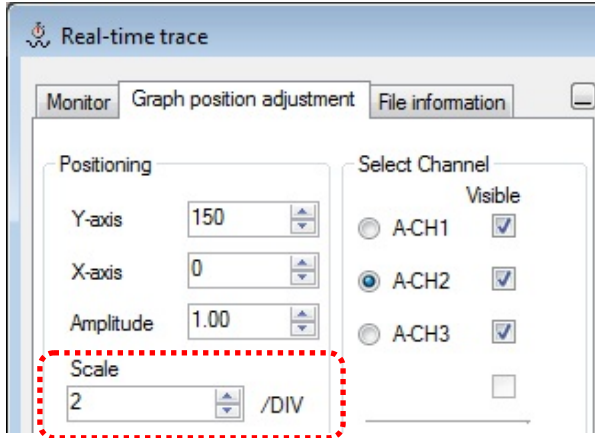 Real-time trace
Monitor Graph position adjustment File information
Positioning
Y-axis 150
X-axis 0
Amplitude 1.00
Scale
2 /DIV
Select Channel
Visible
A-CH1
A-CH2
A-CH3